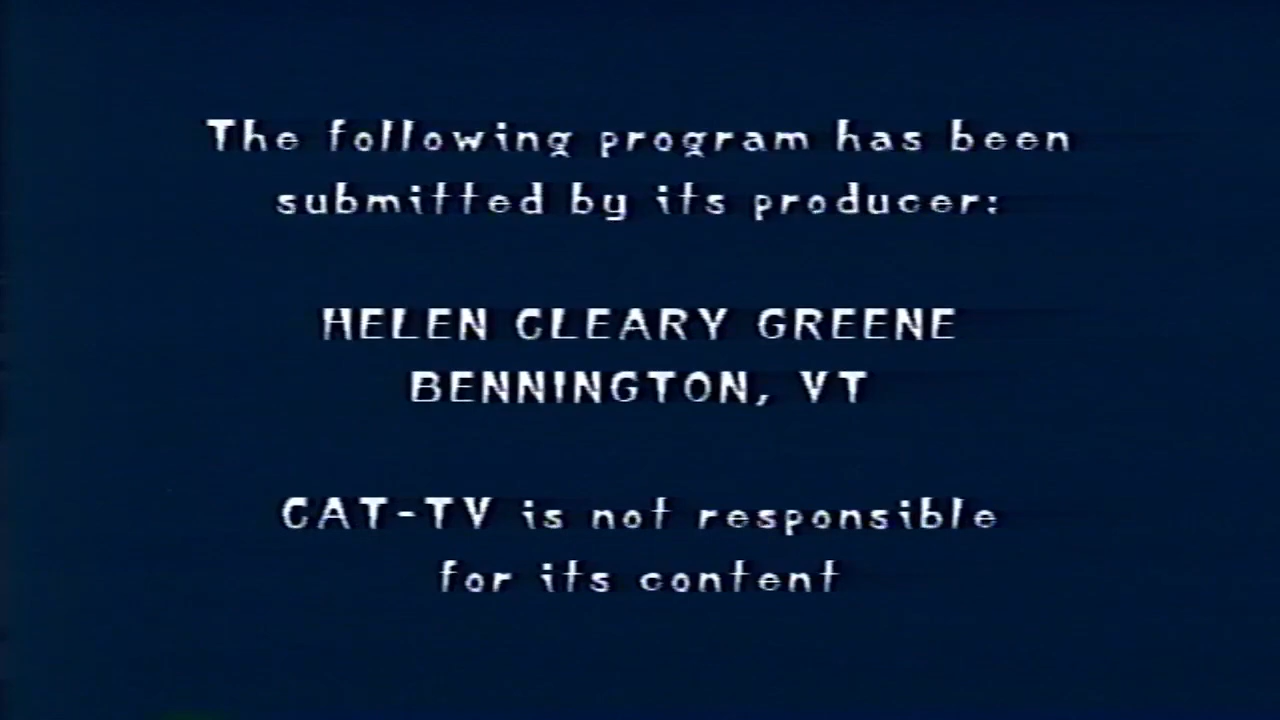 The following program has been
submitted by its producer:
HELEN CLEARY GREENE
BENNINGTON, VT
CAT-TV is not responsible
for its content